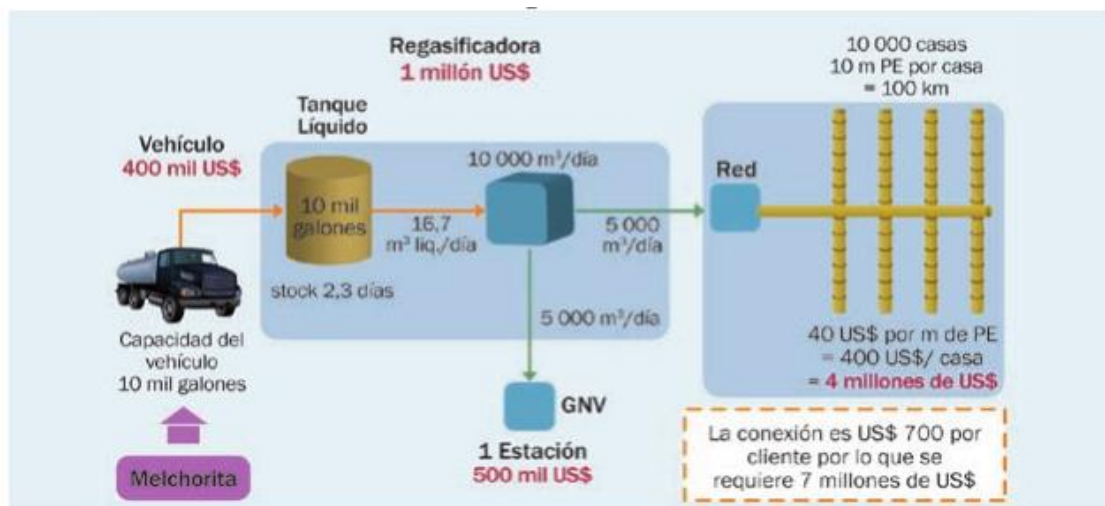 Regasificadora
1 millón US$
10 000 casas
10 m PE por casa
= 100 km
Tanque
Líquido
Vehículo
400 mil US$
10 000 m³/día
Red
10 mil
galones
16,7
m³ liq./día
5 000
m³/día
stock 2,3 días
5 000 m³/día
Capacidad del
vehículo
10 mil galones
40 US$ por m de PE
= 400 US$/ casa
= 4 millones de US$
GNV
1 Estación
500 mil US$
Melchorita
La conexión es US$ 700 por
cliente por lo que se
requiere 7 millones de US$